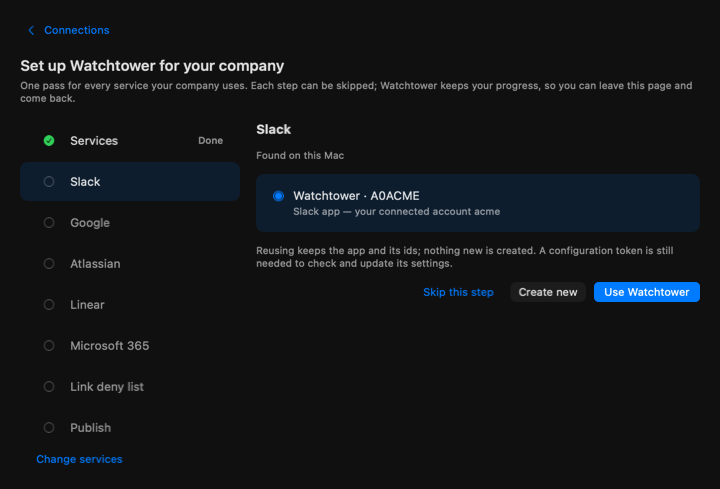 Connections
Set up Watchtower for your company
One pass for every service your company uses. Each step can be skipped; Watchtower keeps your progress, so you can leave this page and
come back.
Services
Done
Slack
Google
Atlassian
Linear
Microsoft 365
Link deny list
Publish
Change services
Slack
Found on this Mac
Watchtower · A0ACME
Slack app — your connected account acme
Reusing keeps the app and its ids; nothing new is created. A configuration token is still
needed to check and update its settings.
Skip this step
Create new
Use Watchtower